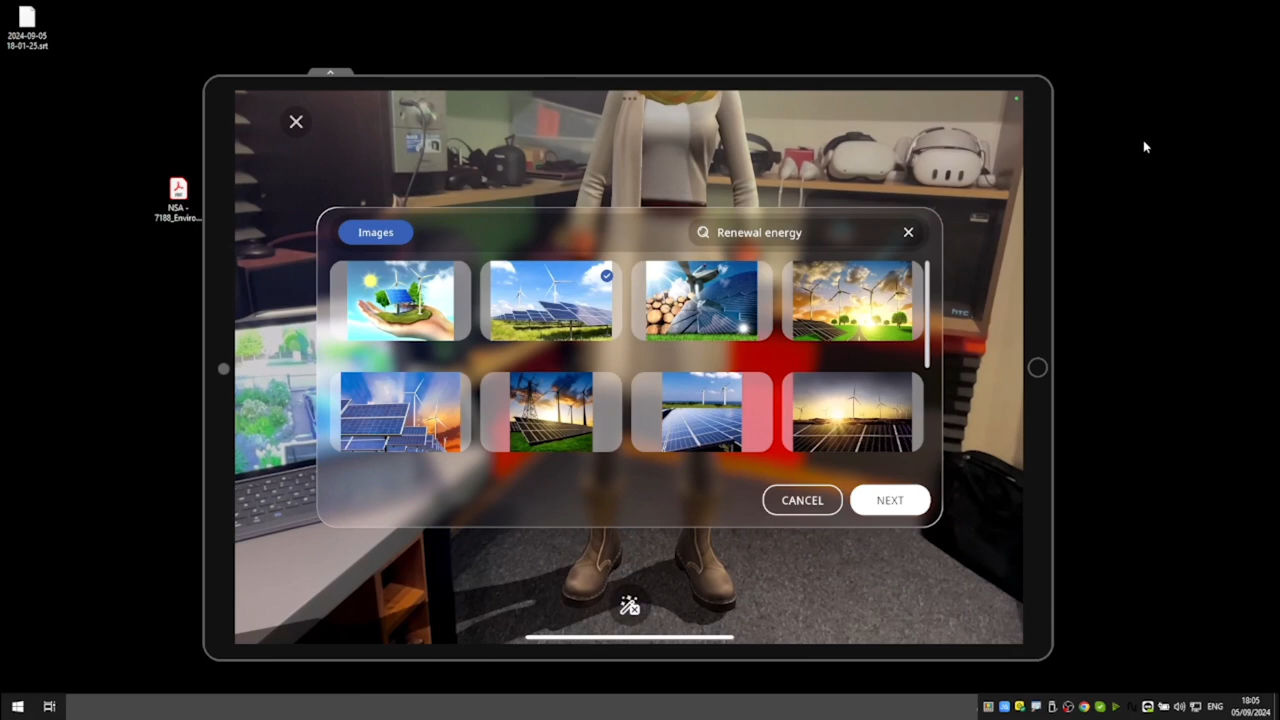 2024-09-05
18-01-25.srt
NSA -
7188_Enviro...
Images
Renewal energy
hTC
CANCEL
NEXT
ENG
18:05
05/09/2024